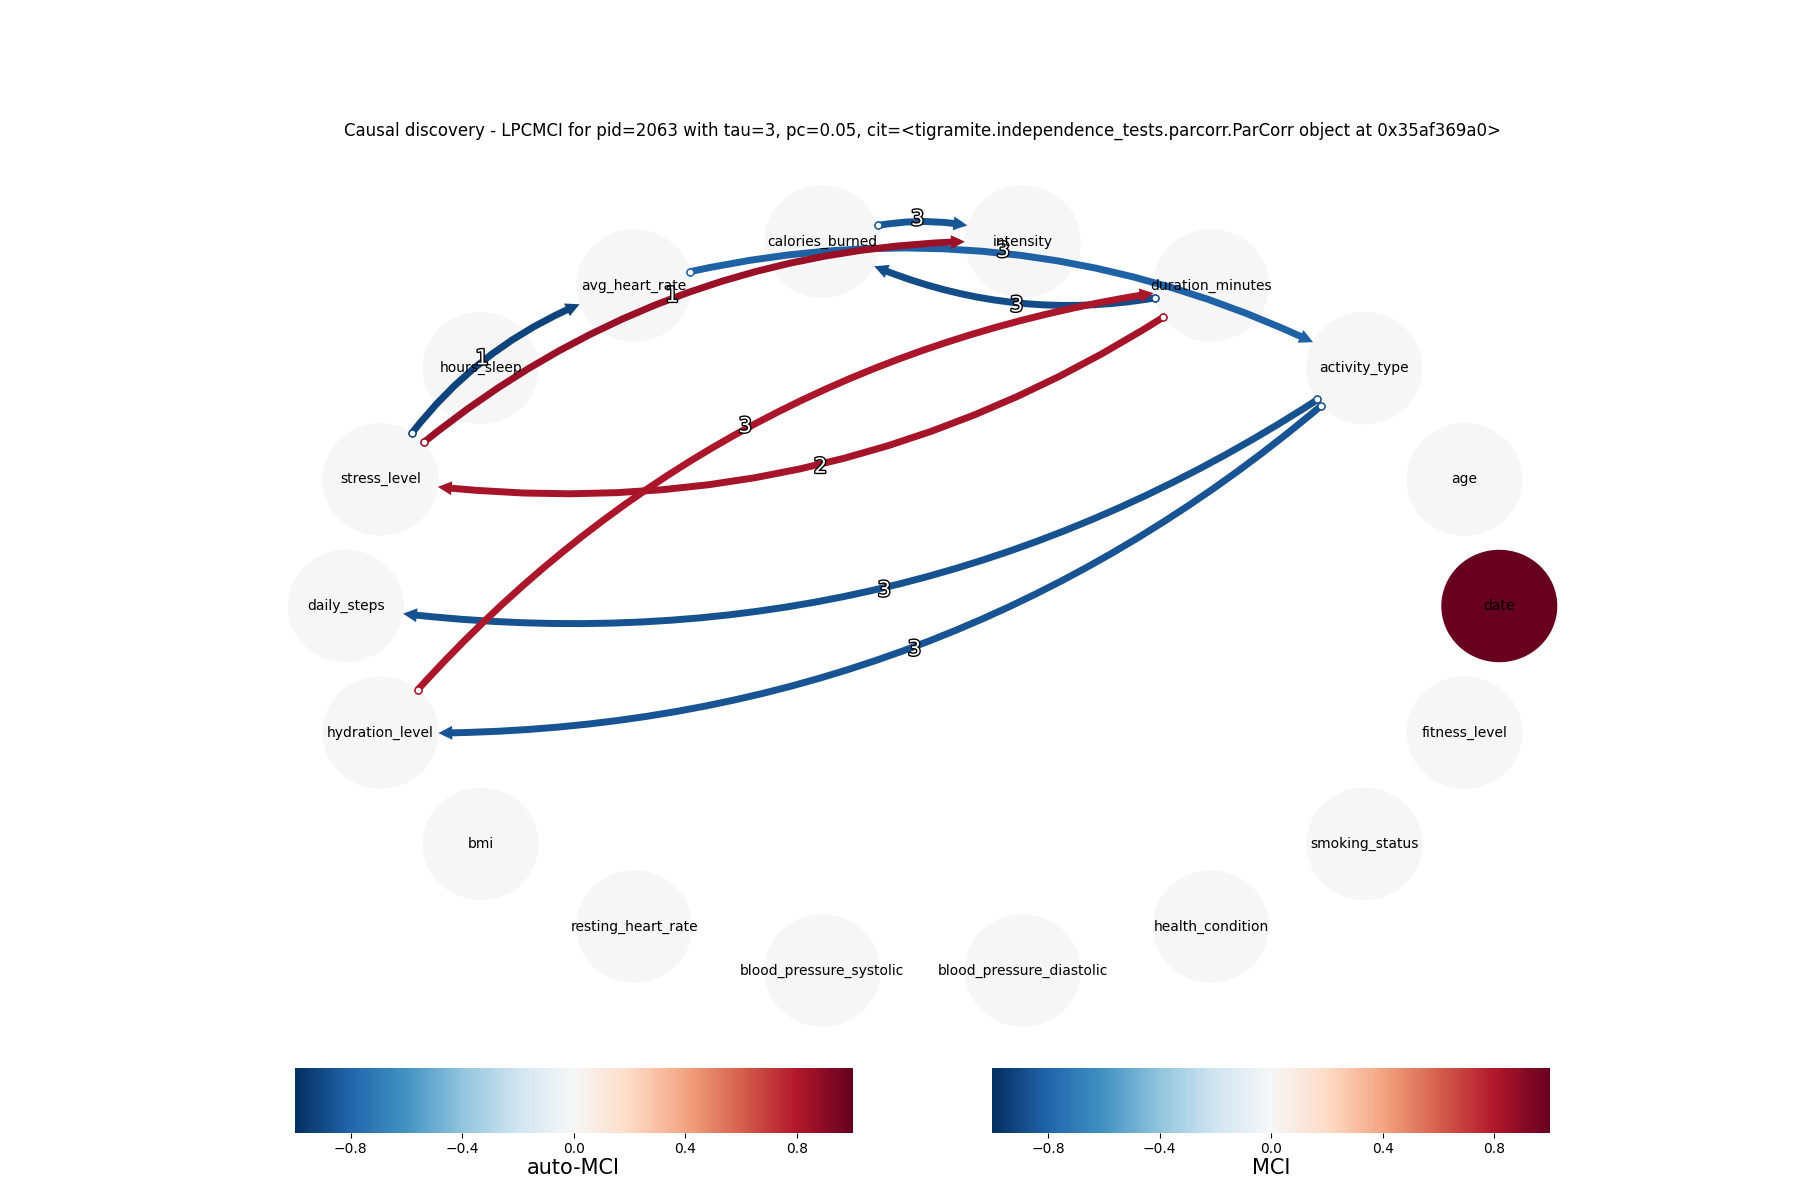 Causal discovery - LPCMCI for pid=2063 with tau=3, pc=0.05, cit=<tigramite.independence_tests.parcorr.ParCorr object at 0x35af369a0>
3
calories_burned
intensity
3
avg_heart_rate
1
3
duration_minutes
1
hours_sleep
activity_type
3
2
stress_level
age
3
daily_steps
date
3
hydration_level
fitness_level
bmi
smoking_status
resting_heart_rate
health_condition
blood_pressure_systolic
blood_pressure_diastolic
−0.8 −0.4 0.0 0.4 0.8
auto-MCI
−0.8 −0.4 0.0 0.4 0.8
MCI